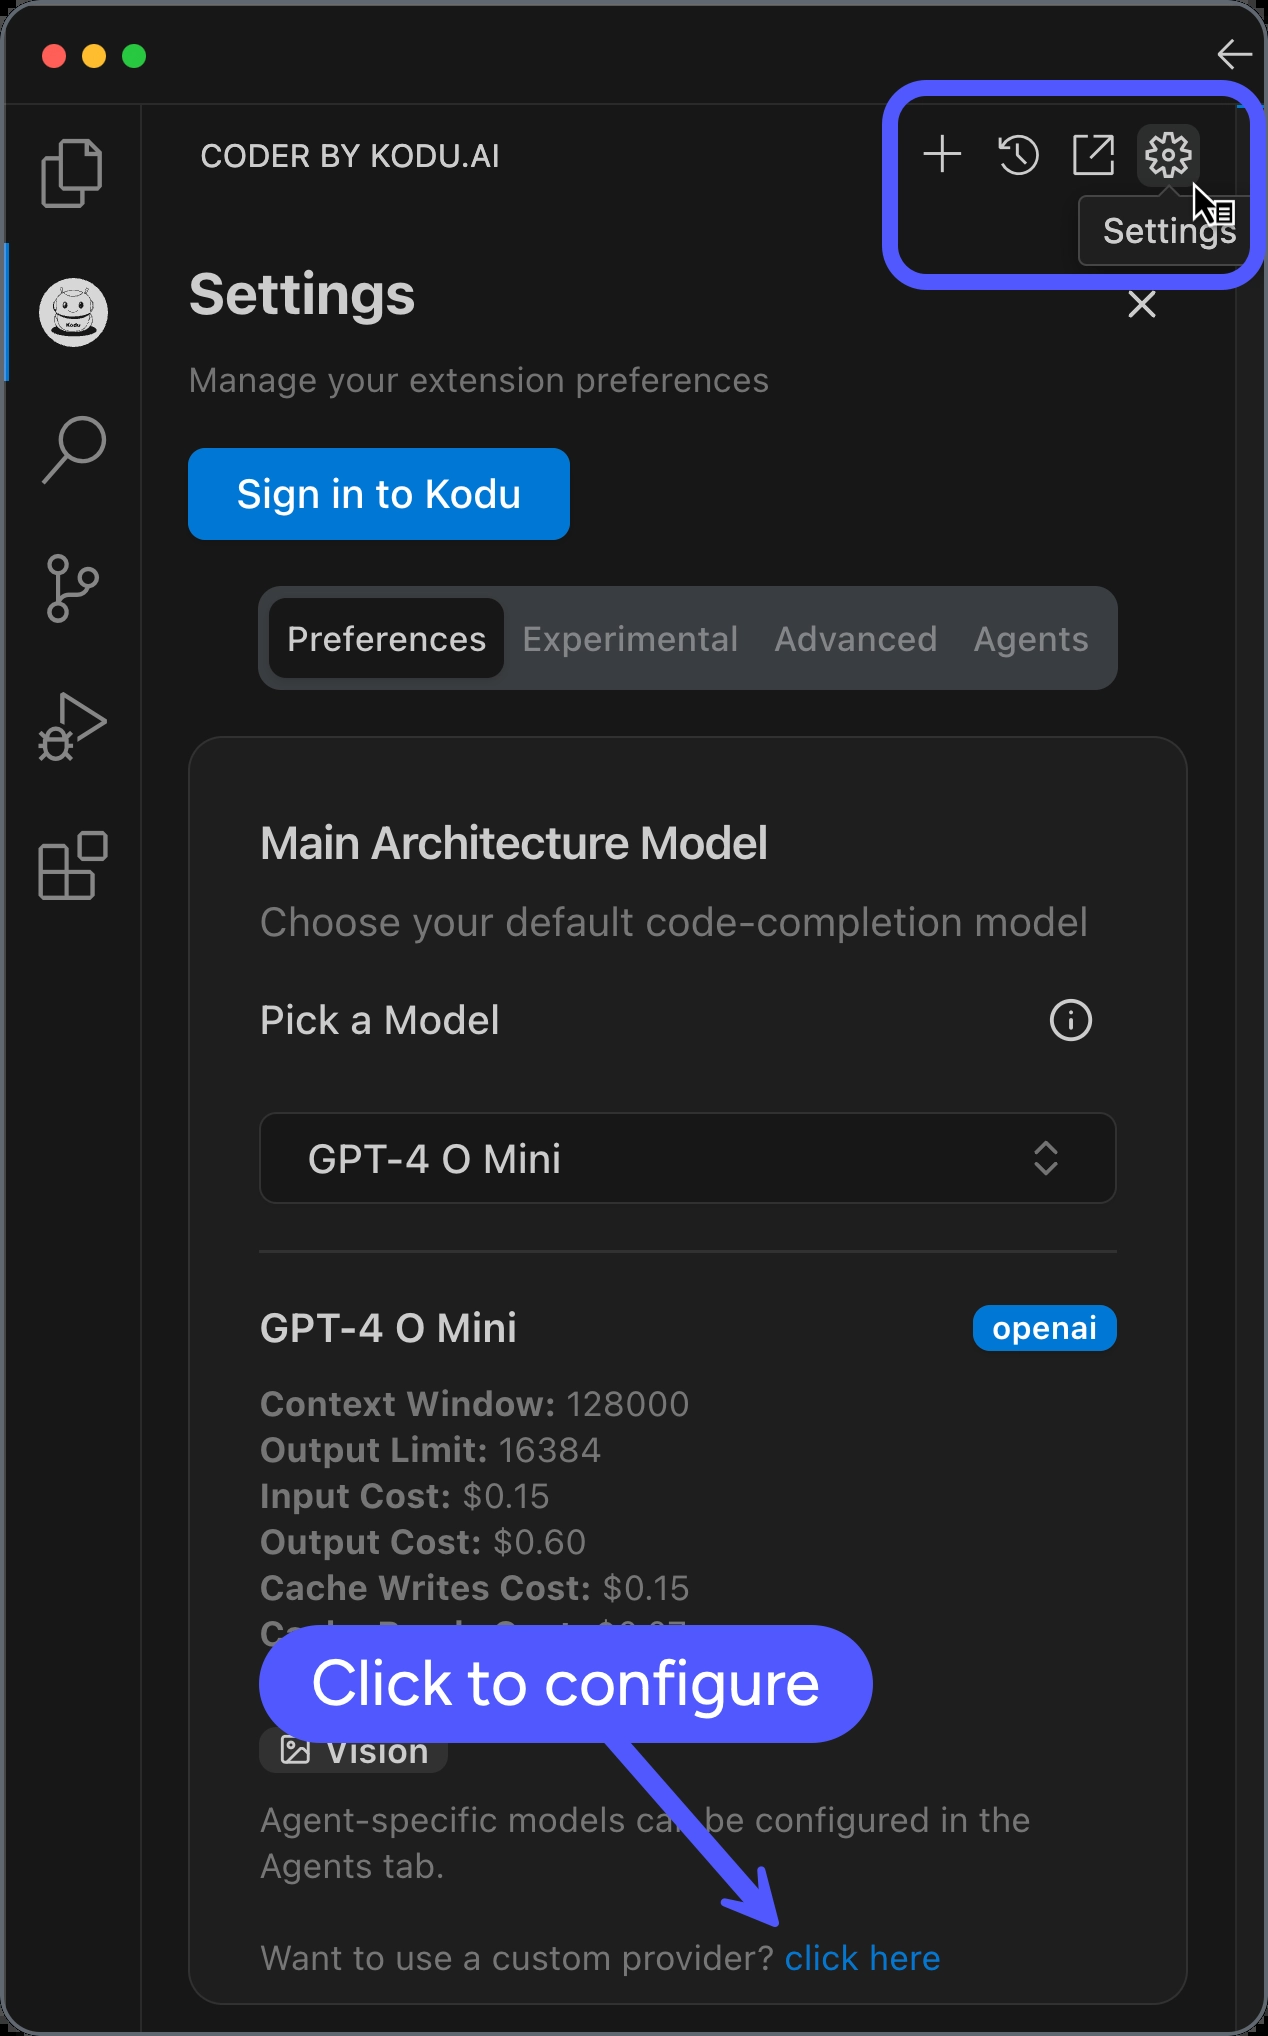 CODER BY KODU.AI
Settings
Settings
Manage your extension preferences
Sign in to Kodu
Preferences Experimental Advanced Agents
Main Architecture Model
Choose your default code-completion model
Pick a Model
GPT-4 O Mini
GPT-4 O Mini openai
Context Window: 128000
Output Limit: 16384
Input Cost: $0.15
Output Cost: $0.60
Cache Writes Cost: $0.15
Click to configure
Vision
Agent-specific models can be configured in the
Agents tab.
Want to use a custom provider? click here